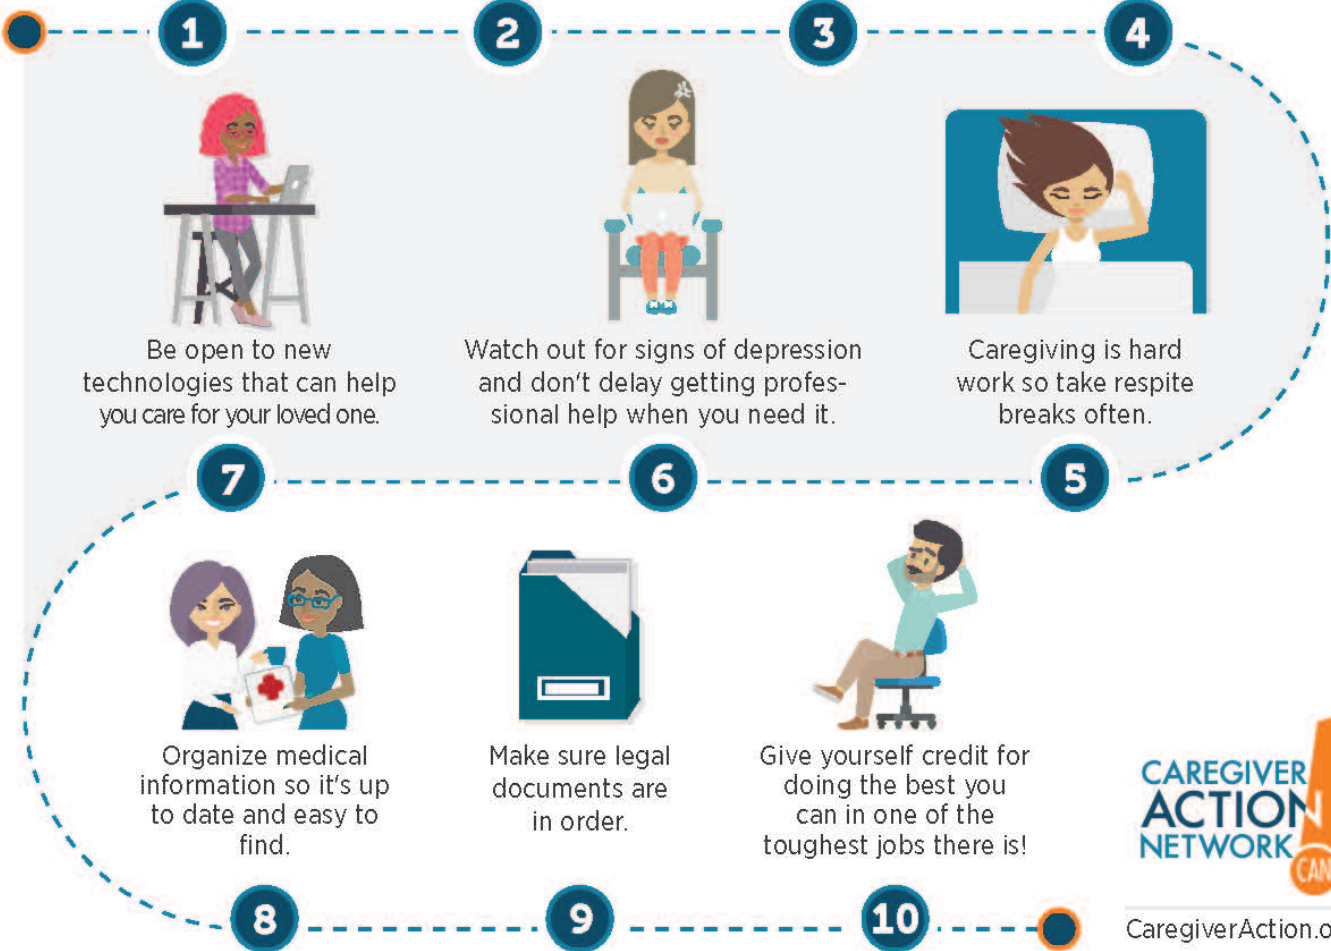 1
2
3
4
Be open to new
technologies that can help
you care for your loved one.
Watch out for signs of depression
and don't delay getting profes-
sional help when you need it.
Caregiving is hard
work so take respite
breaks often.
7
6
5
Organize medical
information so it's up
to date and easy to
find.
Make sure legal
documents are
in order.
Give yourself credit for
doing the best you
can in one of the
toughest jobs there is!
CAREGIVER
ACTION
NETWORK
CAN
CaregiverAction.o
8
9
10